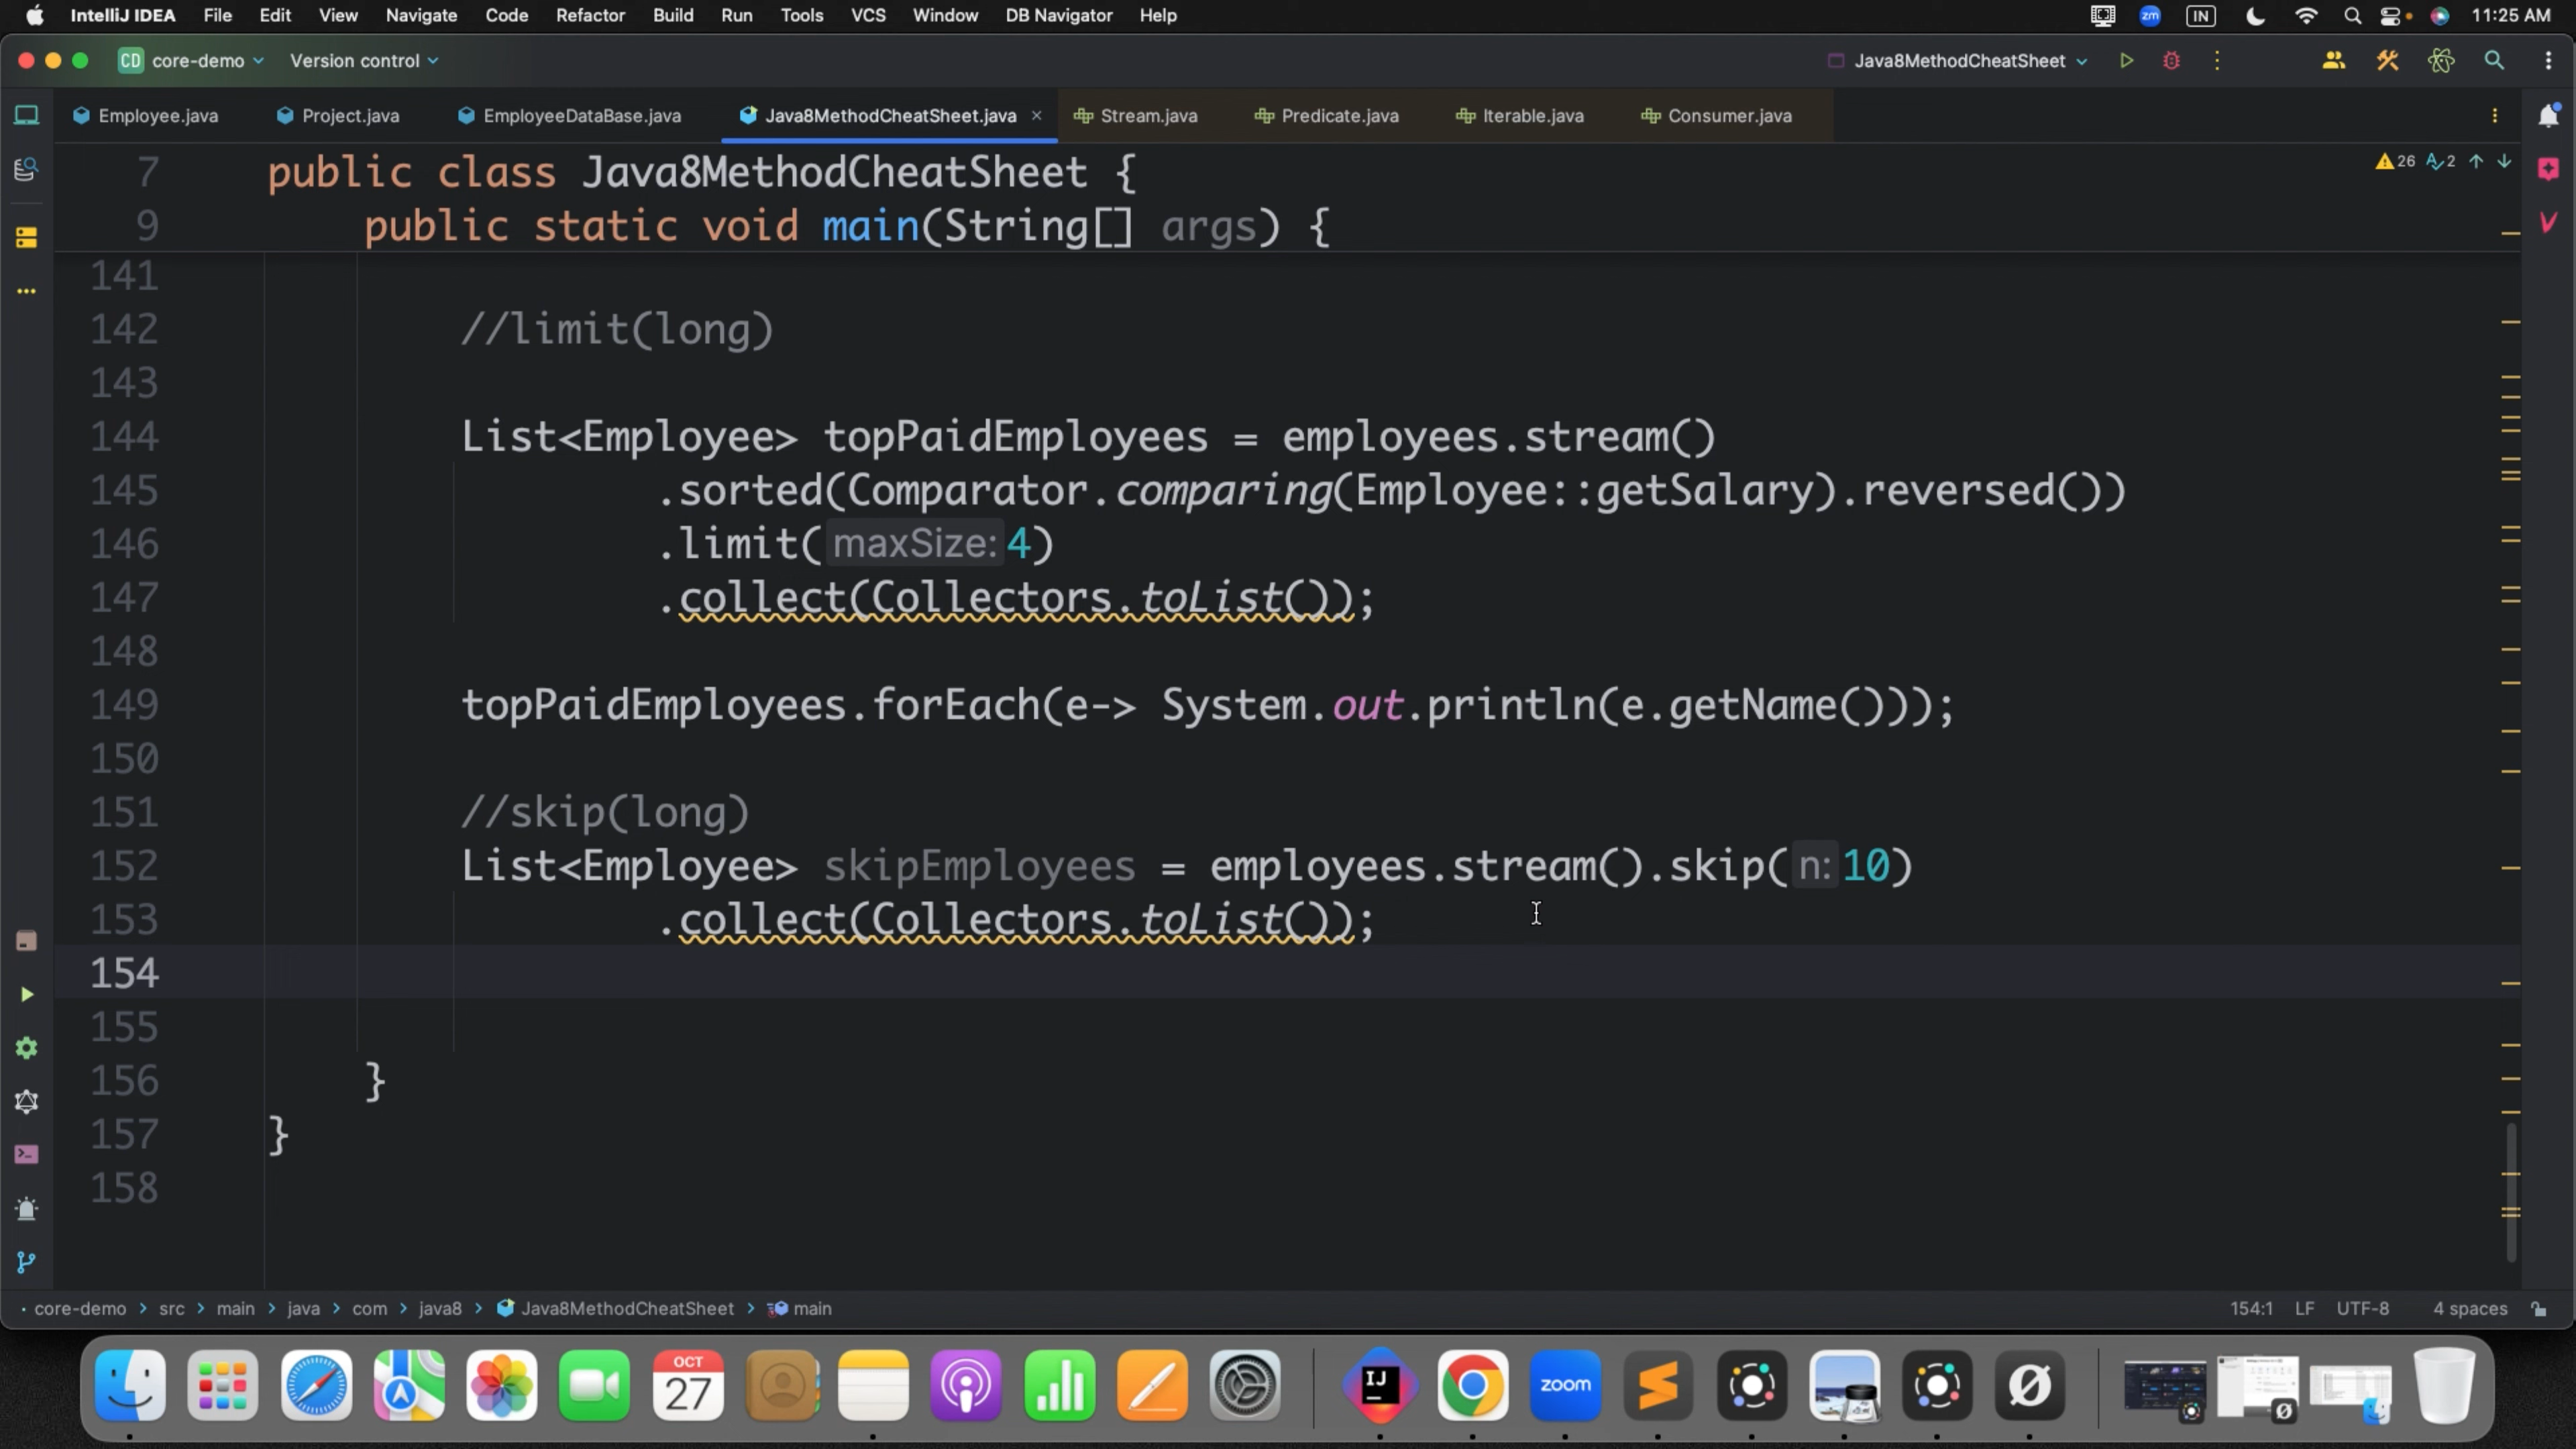 IntelliJ IDEA File Edit View Navigate Code Refactor Build Run Tools VCS Window DB Navigator Help zm IN 11:25 AM
CD core-demo Version control Java8MethodCheatSheet
Employee.java Project.java EmployeeDataBase.java Java8MethodCheatSheet.java Stream.java Predicate.java Iterable.java Consumer.java
7 public class Java8MethodCheatSheet { 26 2
9 public static void main(String[] args) {
141
142 //limit(long)
143
144 List<Employee> topPaidEmployees = employees.stream()
145 .sorted(Comparator.comparing(Employee::getSalary).reversed())
146 .limit( maxSize: 4)
147 .collect(Collectors.toList());
148
149 topPaidEmployees.forEach(e-> System.out.println(e.getName()));
150
151 //skip(long)
152 List<Employee> skipEmployees = employees.stream().skip( n: 10)
153 .collect(Collectors.toList());
154
155
156 }
157 }
158
core-demo > src > main > java > com > java8 > Java8MethodCheatSheet > main 154:1 LF UTF-8 4 spaces
OCT
27
IJ
zoom